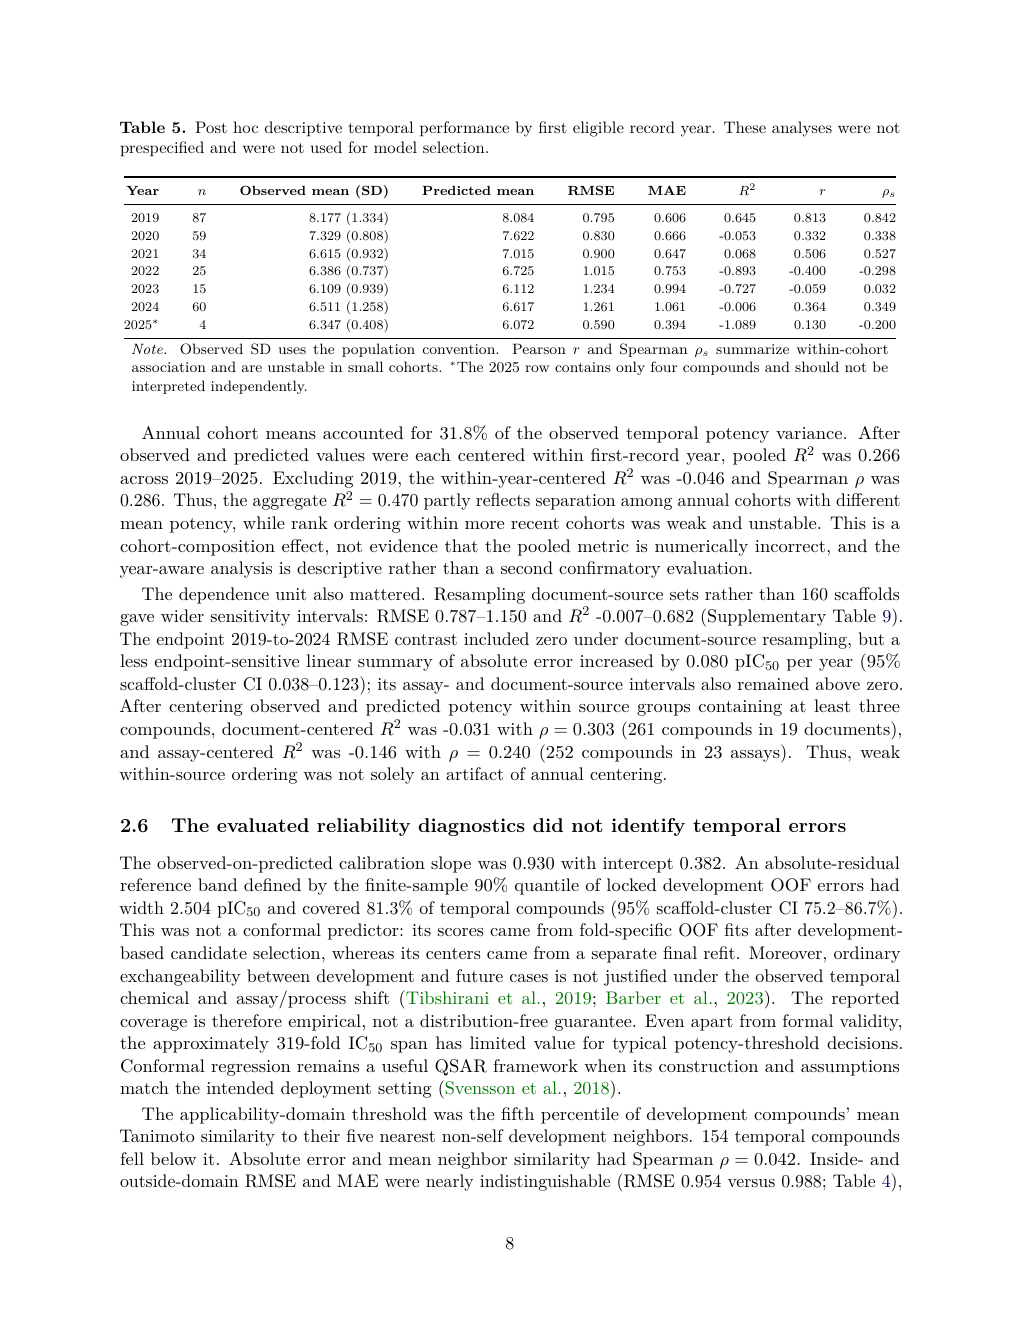 Table 5. Post hoc descriptive temporal performance by first eligible record year. These analyses were not
prespecified and were not used for model selection.
Year n Observed mean (SD) Predicted mean RMSE MAE R² r ρₛ
2019 87 8.177 (1.334) 8.084 0.795 0.606 0.645 0.813 0.842
2020 59 7.329 (0.808) 7.622 0.830 0.666 -0.053 0.332 0.338
2021 34 6.615 (0.932) 7.015 0.900 0.647 0.068 0.506 0.527
2022 25 6.386 (0.737) 6.725 1.015 0.753 -0.893 -0.400 -0.298
2023 15 6.109 (0.939) 6.112 1.234 0.994 -0.727 -0.059 0.032
2024 60 6.511 (1.258) 6.617 1.261 1.061 -0.006 0.364 0.349
2025* 4 6.347 (0.408) 6.072 0.590 0.394 -1.089 0.130 -0.200
Note. Observed SD uses the population convention. Pearson r and Spearman ρₛ summarize within-cohort
association and are unstable in small cohorts. *The 2025 row contains only four compounds and should not be
interpreted independently.
Annual cohort means accounted for 31.8% of the observed temporal potency variance. After
observed and predicted values were each centered within first-record year, pooled R² was 0.266
across 2019–2025. Excluding 2019, the within-year-centered R² was -0.046 and Spearman ρ was
0.286. Thus, the aggregate R² = 0.470 partly reflects separation among annual cohorts with different
mean potency, while rank ordering within more recent cohorts was weak and unstable. This is a
cohort-composition effect, not evidence that the pooled metric is numerically incorrect, and the
year-aware analysis is descriptive rather than a second confirmatory evaluation.
The dependence unit also mattered. Resampling document-source sets rather than 160 scaffolds
gave wider sensitivity intervals: RMSE 0.787–1.150 and R² -0.007–0.682 (Supplementary Table 9).
The endpoint 2019-to-2024 RMSE contrast included zero under document-source resampling, but a
less endpoint-sensitive linear summary of absolute error increased by 0.080 pIC₅₀ per year (95%
scaffold-cluster CI 0.038–0.123); its assay- and document-source intervals also remained above zero.
After centering observed and predicted potency within source groups containing at least three
compounds, document-centered R² was -0.031 with ρ = 0.303 (261 compounds in 19 documents),
and assay-centered R² was -0.146 with ρ = 0.240 (252 compounds in 23 assays). Thus, weak
within-source ordering was not solely an artifact of annual centering.
2.6 The evaluated reliability diagnostics did not identify temporal errors
The observed-on-predicted calibration slope was 0.930 with intercept 0.382. An absolute-residual
reference band defined by the finite-sample 90% quantile of locked development OOF errors had
width 2.504 pIC₅₀ and covered 81.3% of temporal compounds (95% scaffold-cluster CI 75.2–86.7%).
This was not a conformal predictor: its scores came from fold-specific OOF fits after development-
based candidate selection, whereas its centers came from a separate final refit. Moreover, ordinary
exchangeability between development and future cases is not justified under the observed temporal
chemical and assay/process shift (Tibshirani et al., 2019; Barber et al., 2023). The reported
coverage is therefore empirical, not a distribution-free guarantee. Even apart from formal validity,
the approximately 319-fold IC₅₀ span has limited value for typical potency-threshold decisions.
Conformal regression remains a useful QSAR framework when its construction and assumptions
match the intended deployment setting (Svensson et al., 2018).
The applicability-domain threshold was the fifth percentile of development compounds' mean
Tanimoto similarity to their five nearest non-self development neighbors. 154 temporal compounds
fell below it. Absolute error and mean neighbor similarity had Spearman ρ = 0.042. Inside- and
outside-domain RMSE and MAE were nearly indistinguishable (RMSE 0.954 versus 0.988; Table 4),
8